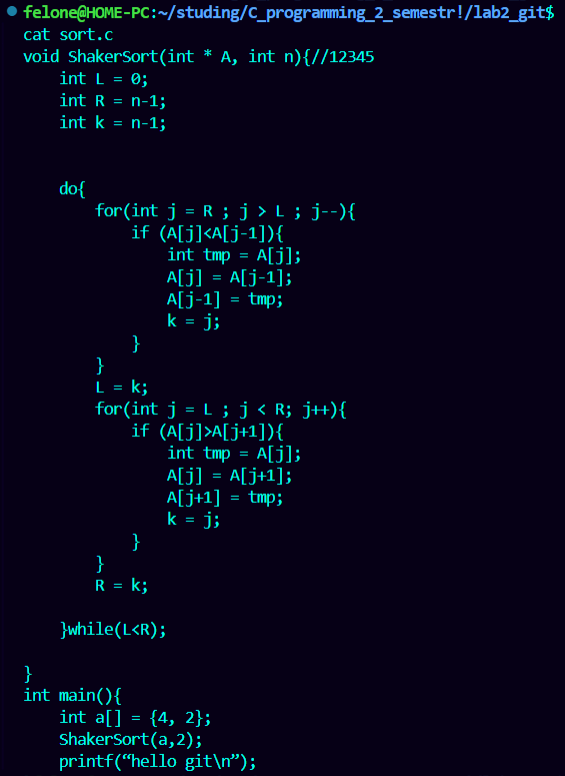 felone@HOME-PC:~/studing/C_programming_2_semestr!/lab2_git$
cat sort.c
void ShakerSort(int * A, int n){//12345
    int L = 0;
    int R = n-1;
    int k = n-1;
    do{
        for(int j = R ; j > L ; j--){
            if (A[j]<A[j-1]){
                int tmp = A[j];
                A[j] = A[j-1];
                A[j-1] = tmp;
                k = j;
            }
        }
        L = k;
        for(int j = L ; j < R; j++){
            if (A[j]>A[j+1]){
                int tmp = A[j];
                A[j] = A[j+1];
                A[j+1] = tmp;
                k = j;
            }
        }
        R = k;
    }while(L<R);
}
int main(){
    int a[] = {4, 2};
    ShakerSort(a,2);
    printf(“hello git\n”);